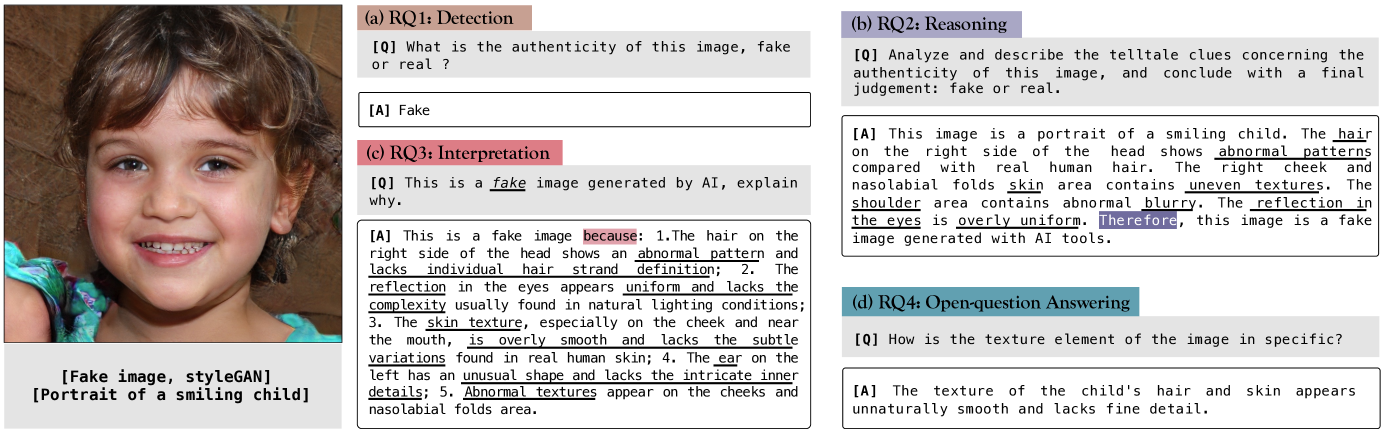 [Fake image, styleGAN]
[Portrait of a smiling child]
(a) RQ1: Detection
[Q] What is the authenticity of this image, fake
or real ?
[A] Fake
(c) RQ3: Interpretation
[Q] This is a fake image generated by AI, explain
why.
[A] This is a fake image because: 1.The hair on the
right side of the head shows an abnormal pattern and
lacks individual hair strand definition; 2. The
reflection in the eyes appears uniform and lacks the
complexity usually found in natural lighting conditions;
3. The skin texture, especially on the cheek and near
the mouth, is overly smooth and lacks the subtle
variations found in real human skin; 4. The ear on the
left has an unusual shape and lacks the intricate inner
details; 5. Abnormal textures appear on the cheeks and
nasolabial folds area.
(b) RQ2: Reasoning
[Q] Analyze and describe the telltale clues concerning the
authenticity of this image, and conclude with a final
judgement: fake or real.
[A] This image is a portrait of a smiling child. The hair
on the right side of the head shows abnormal patterns
compared with real human hair. The right cheek and
nasolabial folds skin area contains uneven textures. The
shoulder area contains abnormal blurry. The reflection in
the eyes is overly uniform. Therefore, this image is a fake
image generated with AI tools.
(d) RQ4: Open-question Answering
[Q] How is the texture element of the image in specific?
[A] The texture of the child's hair and skin appears
unnaturally smooth and lacks fine detail.